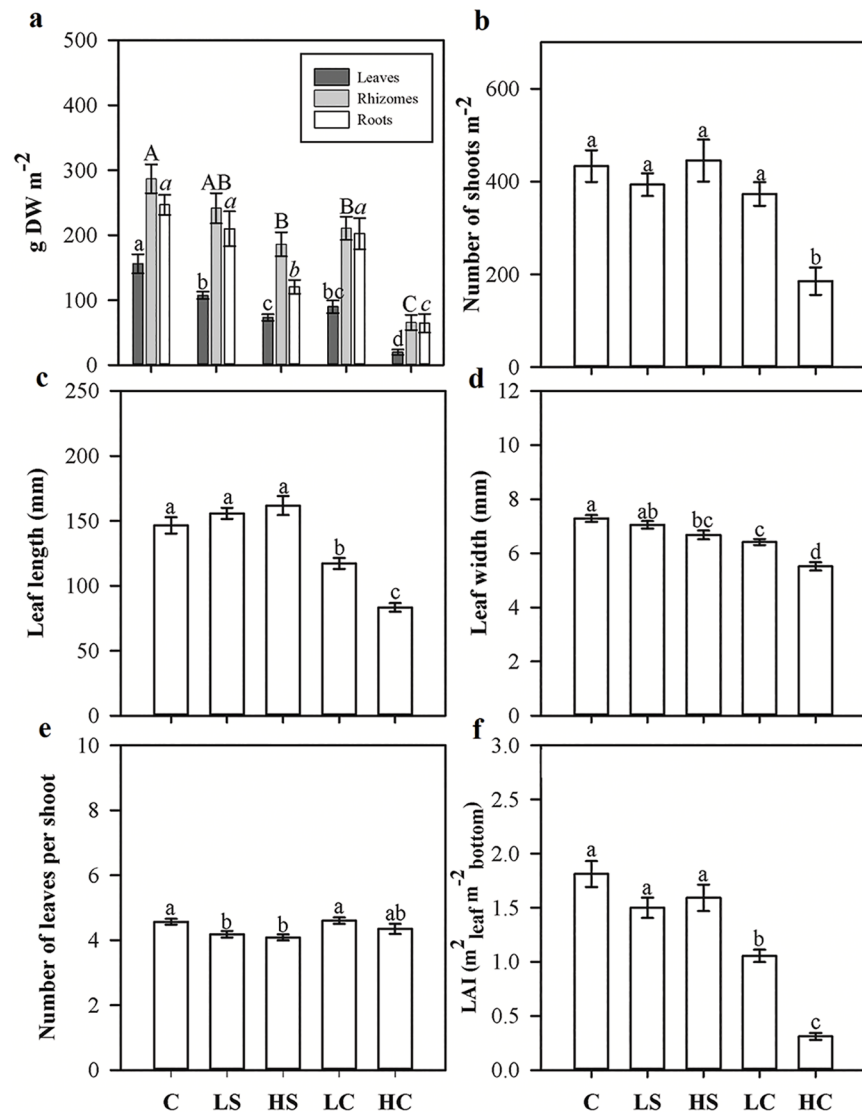 a
500
400
300
200
100
0
g DW m-2
Leaves
Rhizomes
Roots
A
a
a
AB
a
b
B
b
c
B
a
bc
C
c
d
b
600
400
200
0
Number of shoots m-2
a
a
a
a
b
c
250
200
150
100
50
0
Leaf length (mm)
a
a
a
b
c
d
12
10
8
6
4
2
0
Leaf width (mm)
a
ab
bc
c
d
e
10
8
6
4
2
0
Number of leaves per shoot
a
b
b
a
ab
C LS HS LC HC
f
3.0
2.5
2.0
1.5
1.0
0.5
0.0
LAI (m2 leaf m-2 bottom)
a
a
a
b
c
C LS HS LC HC